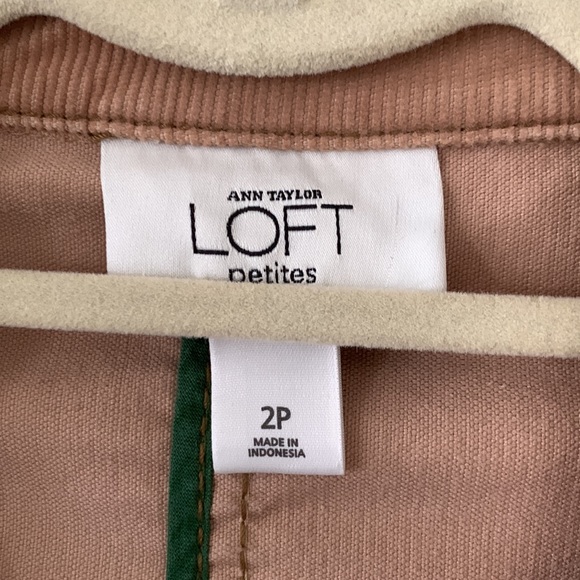 ANN TAYLOR
LOFT
petites
2P
MADE IN
INDONESIA